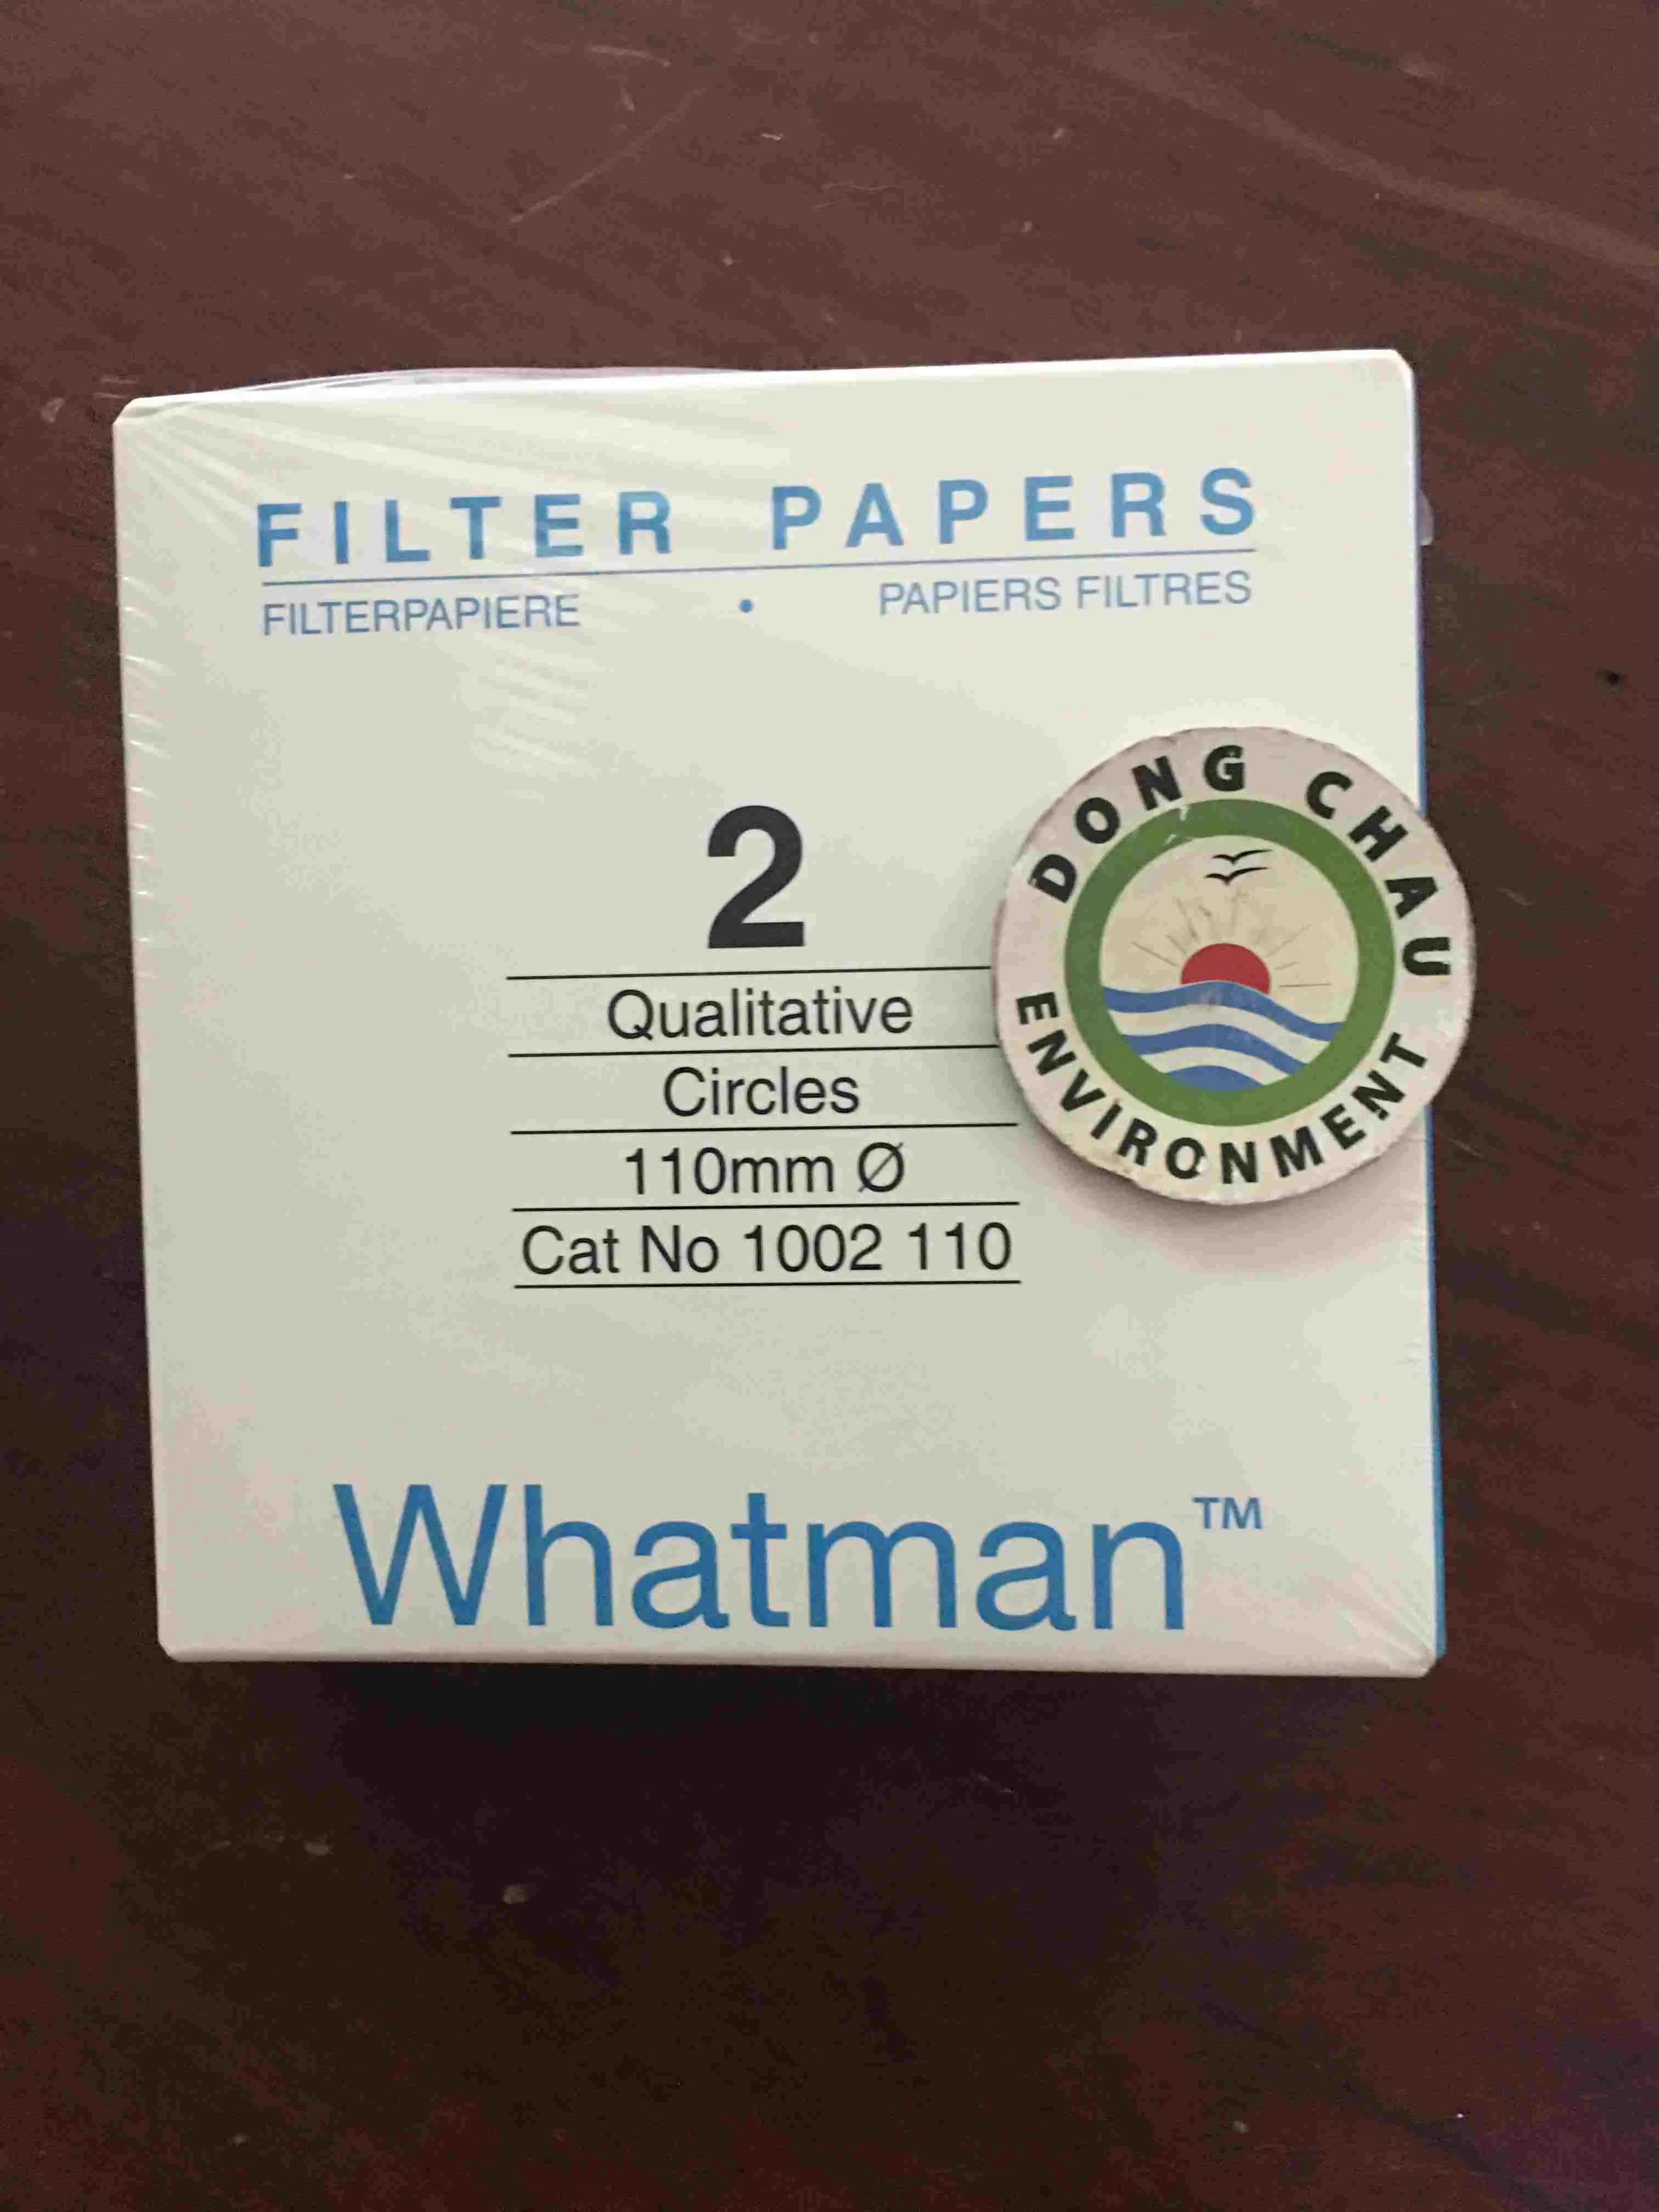 FILTER PAPERS
FILTERPAPIERE • PAPIERS FILTRES
2
Qualitative
Circles
110mm Ø
Cat No 1002 110
DONG CHAU
ENVIRONMENT
Whatman™